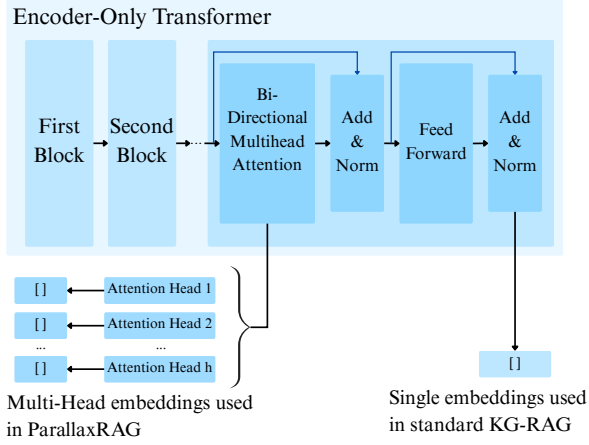 Encoder-Only Transformer
First
Block
Second
Block
...
Bi-
Directional
Multihead
Attention
Add
&
Norm
Feed
Forward
Add
&
Norm
[ ] Attention Head 1
[ ] Attention Head 2
... ...
[ ] Attention Head h
Multi-Head embeddings used
in ParallaxRAG
[ ]
Single embeddings used
in standard KG-RAG